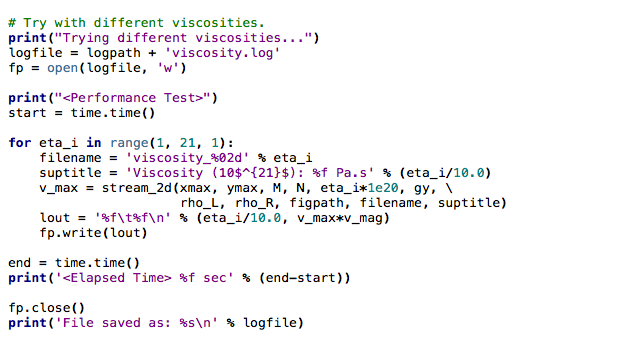 # Try with different viscosities.
print("Trying different viscosities...")
logfile = logpath + 'viscosity.log'
fp = open(logfile, 'w')
print("<Performance Test>")
start = time.time()
for eta_i in range(1, 21, 1):
filename = 'viscosity_%02d' % eta_i
suptitle = 'Viscosity (10$^{21}$): %f Pa.s' % (eta_i/10.0)
v_max = stream_2d(xmax, ymax, M, N, eta_i*1e20, gy, \
rho_L, rho_R, figpath, filename, suptitle)
lout = '%f\t%f\n' % (eta_i/10.0, v_max*v_mag)
fp.write(lout)
end = time.time()
print('<Elapsed Time> %f sec' % (end-start))
fp.close()
print('File saved as: %s\n' % logfile)